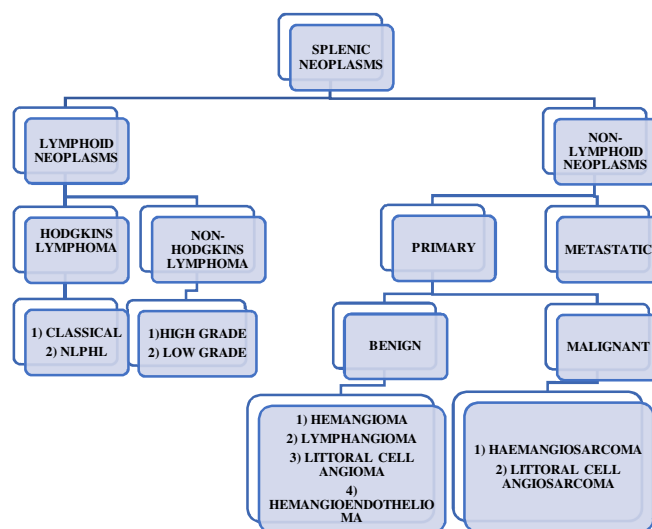 SPLENIC
NEOPLASMS
LYMPHOID
NEOPLASMS
NON-
LYMPHOID
NEOPLASMS
HODGKINS
LYMPHOMA
NON-
HODGKINS
LYMPHOMA
PRIMARY
METASTATIC
1) CLASSICAL
2) NLPHL
1)HIGH GRADE
2) LOW GRADE
BENIGN
MALIGNANT
1) HEMANGIOMA
2) LYMPHANGIOMA
3) LITTORAL CELL
ANGIOMA
4)
HEMANGIOENDOTHELIO
MA
1) HAEMANGIOSARCOMA
2) LITTORAL CELL
ANGIOSARCOMA